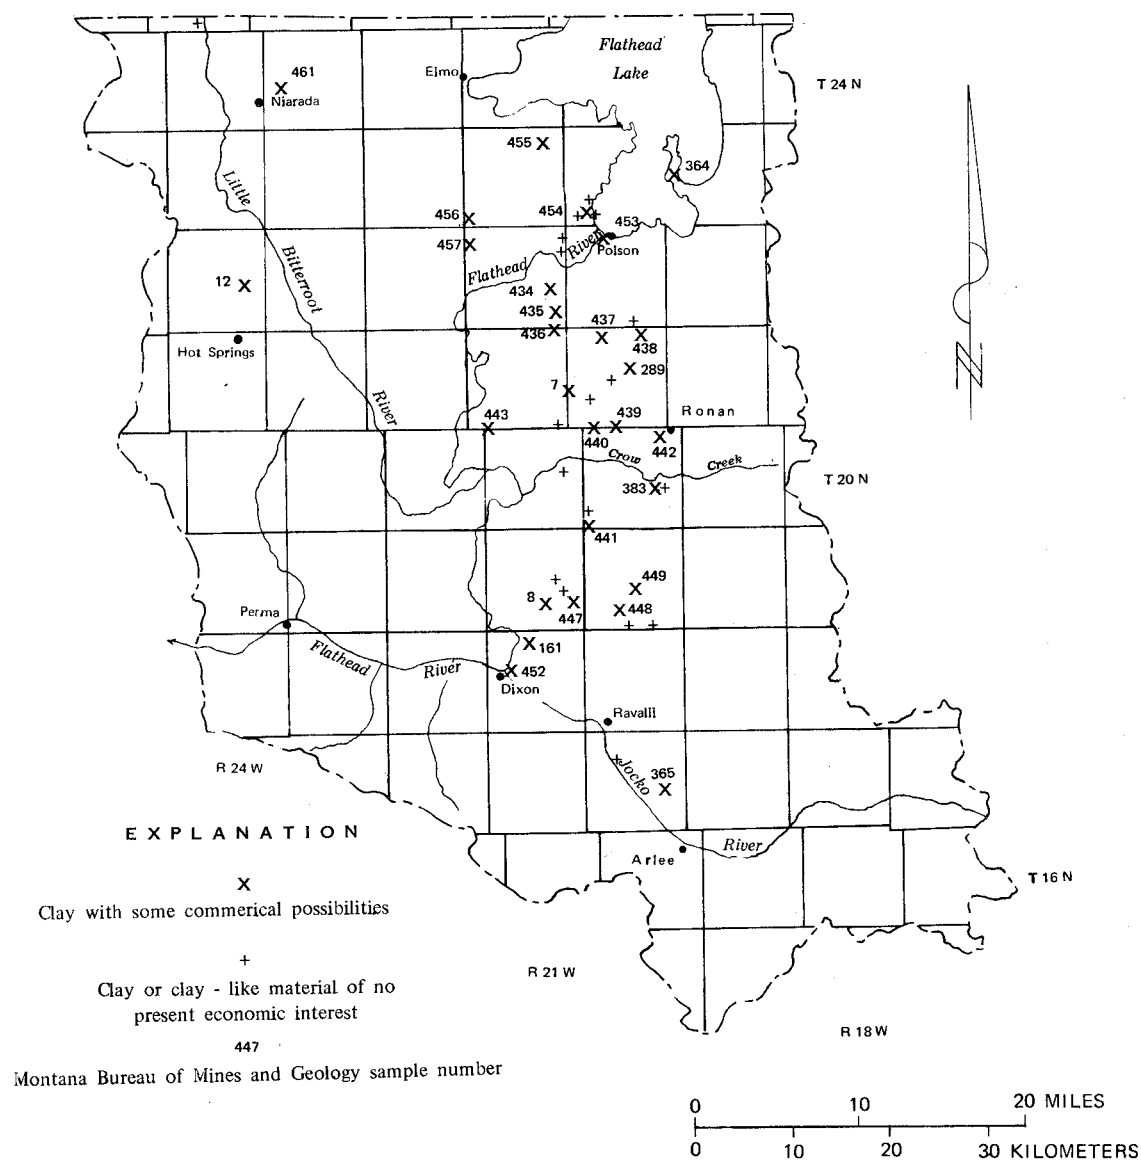 Flathead
Lake
T 24 N
Elmo
461
Niarada
455
364
Little
456
454
453
457
River
Polson
Flathead
Bitterroot
12
434
435
436
437
438
Hot Springs
289
7
River
443
439
Ronan
440
442
Crow
Creek
T 20 N
383
441
449
8
447
448
Perma
161
Flathead
River
452
Dixon
Ravalli
R 24 W
Jocko
365
EXPLANATION
River
Arlee
X
T 16 N
Clay with some commerical possibilities
+
R 21 W
Clay or clay - like material of no
present economic interest
R 18 W
447
Montana Bureau of Mines and Geology sample number
N
0 10 20 MILES
0 10 20 30 KILOMETERS